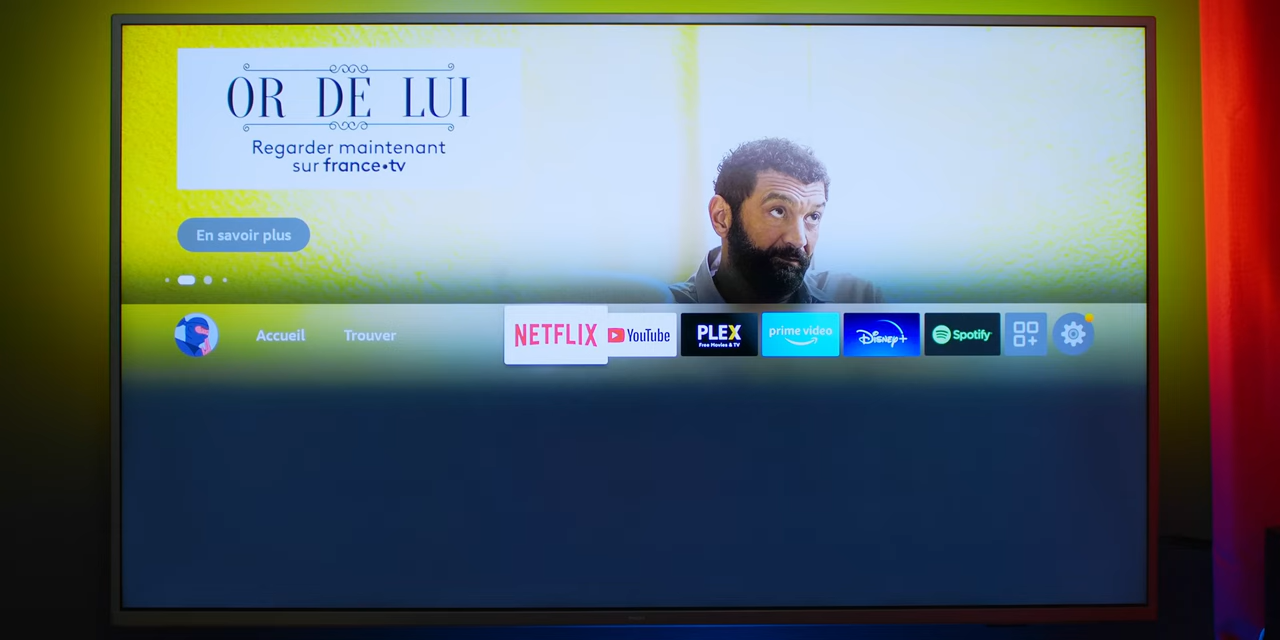 OR DE LUI
Regarder maintenant
sur france•tv
En savoir plus
Accueil
Trouver
NETFLIX
YouTube
PLEX
Free Movies & TV
prime video
Disney+
Spotify